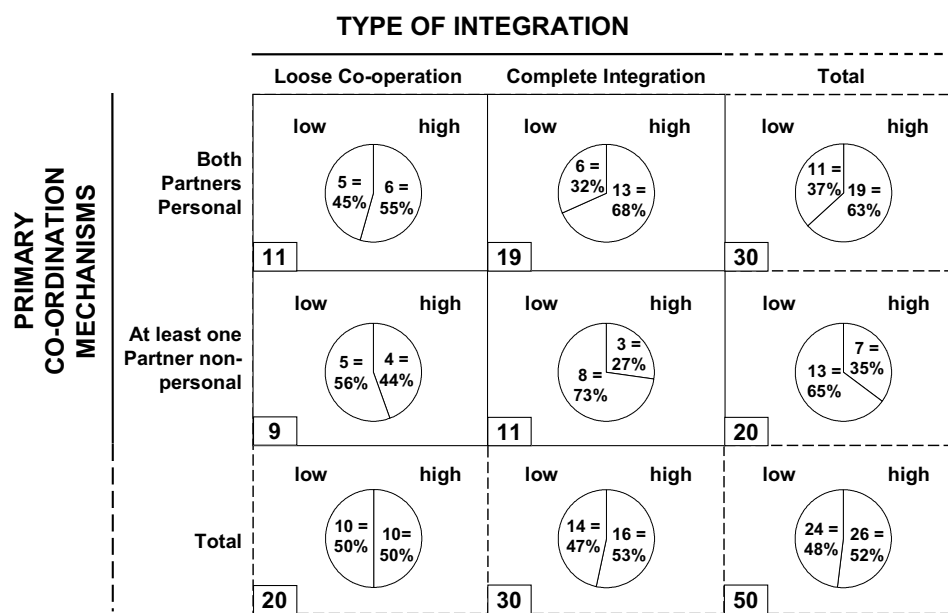 TYPE OF INTEGRATION
Loose Co-operation
Complete Integration
Total
PRIMARY
CO-ORDINATION
MECHANISMS
Both
Partners
Personal
low
high
5 =
45%
6 =
55%
11
low
high
6 =
32%
13 =
68%
19
low
high
11 =
37%
19 =
63%
30
At least one
Partner non-
personal
low
high
5 =
56%
4 =
44%
9
low
high
3 =
27%
8 =
73%
11
low
high
7 =
35%
13 =
65%
20
Total
low
high
10 =
50%
10=
50%
20
low
high
14 =
47%
16 =
53%
30
low
high
24 =
48%
26 =
52%
50